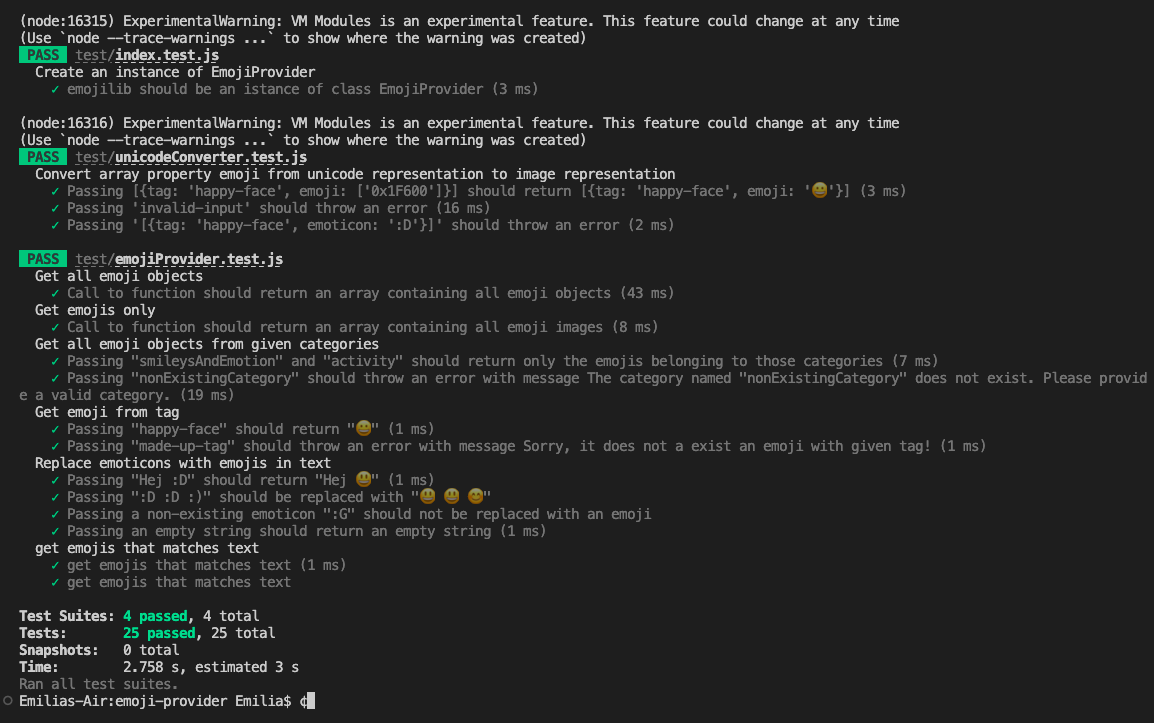 (node:16315) ExperimentalWarning: VM Modules is an experimental feature. This feature could change at any time
(Use `node --trace-warnings ...` to show where the warning was created)
PASS test/index.test.js
Create an instance of EmojiProvider
✓ emojilib should be an istance of class EmojiProvider (3 ms)
(node:16316) ExperimentalWarning: VM Modules is an experimental feature. This feature could change at any time
(Use `node --trace-warnings ...` to show where the warning was created)
PASS test/unicodeConverter.test.js
Convert array property emoji from unicode representation to image representation
✓ Passing [{tag: 'happy-face', emoji: ['0x1F600']}] should return [{tag: 'happy-face', emoji: '😀'}] (3 ms)
✓ Passing 'invalid-input' should throw an error (16 ms)
✓ Passing '[{tag: 'happy-face', emoticon: ':D'}]' should throw an error (2 ms)
PASS test/emojiProvider.test.js
Get all emoji objects
✓ Call to function should return an array containing all emoji objects (43 ms)
Get emojis only
✓ Call to function should return an array containing all emoji images (8 ms)
Get all emoji objects from given categories
✓ Passing "smileysAndEmotion" and "activity" should return only the emojis belonging to those categories (7 ms)
✓ Passing "nonExistingCategory" should throw an error with message The category named "nonExistingCategory" does not exist. Please provid
e a valid category. (19 ms)
Get emoji from tag
✓ Passing "happy-face" should return "😀" (1 ms)
✓ Passing "made-up-tag" should throw an error with message Sorry, it does not a exist an emoji with given tag! (1 ms)
Replace emoticons with emojis in text
✓ Passing "Hej :D" should return "Hej 😃" (1 ms)
✓ Passing ":D :D :)" should be replaced with "😃 😃 😊"
✓ Passing a non-existing emoticon ":G" should not be replaced with an emoji
✓ Passing an empty string should return an empty string (1 ms)
get emojis that matches text
✓ get emojis that matches text (1 ms)
✓ get emojis that matches text
Test Suites: 4 passed, 4 total
Tests: 25 passed, 25 total
Snapshots: 0 total
Time: 2.758 s, estimated 3 s
Ran all test suites.
Emilias-Air:emoji-provider Emilia$